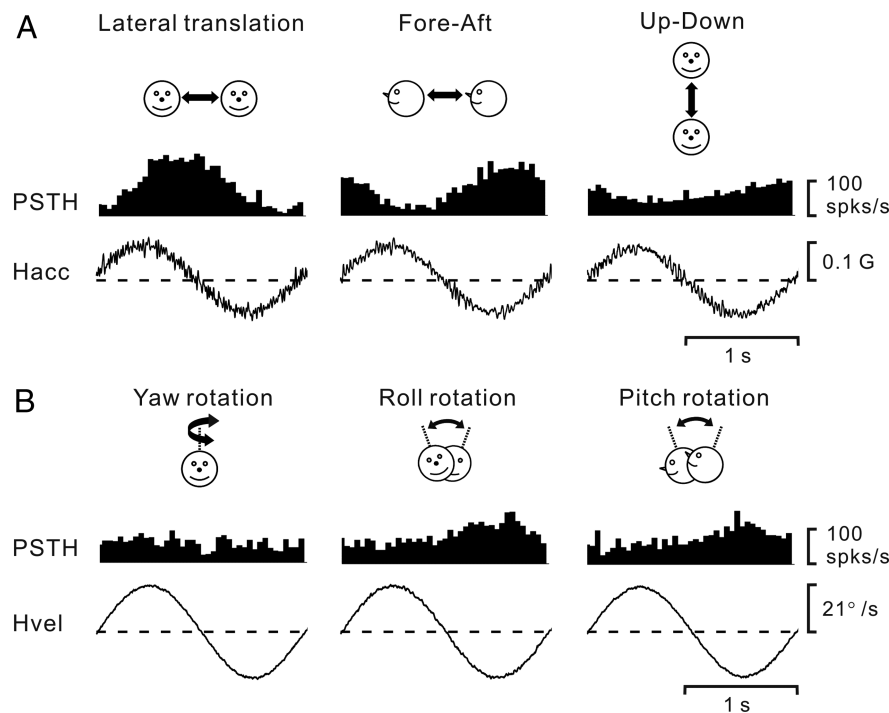 A
Lateral translation
Fore-Aft
Up-Down
PSTH
100
spks/s
Hacc
0.1 G
1 s
B
Yaw rotation
Roll rotation
Pitch rotation
PSTH
100
spks/s
Hvel
21° /s
1 s